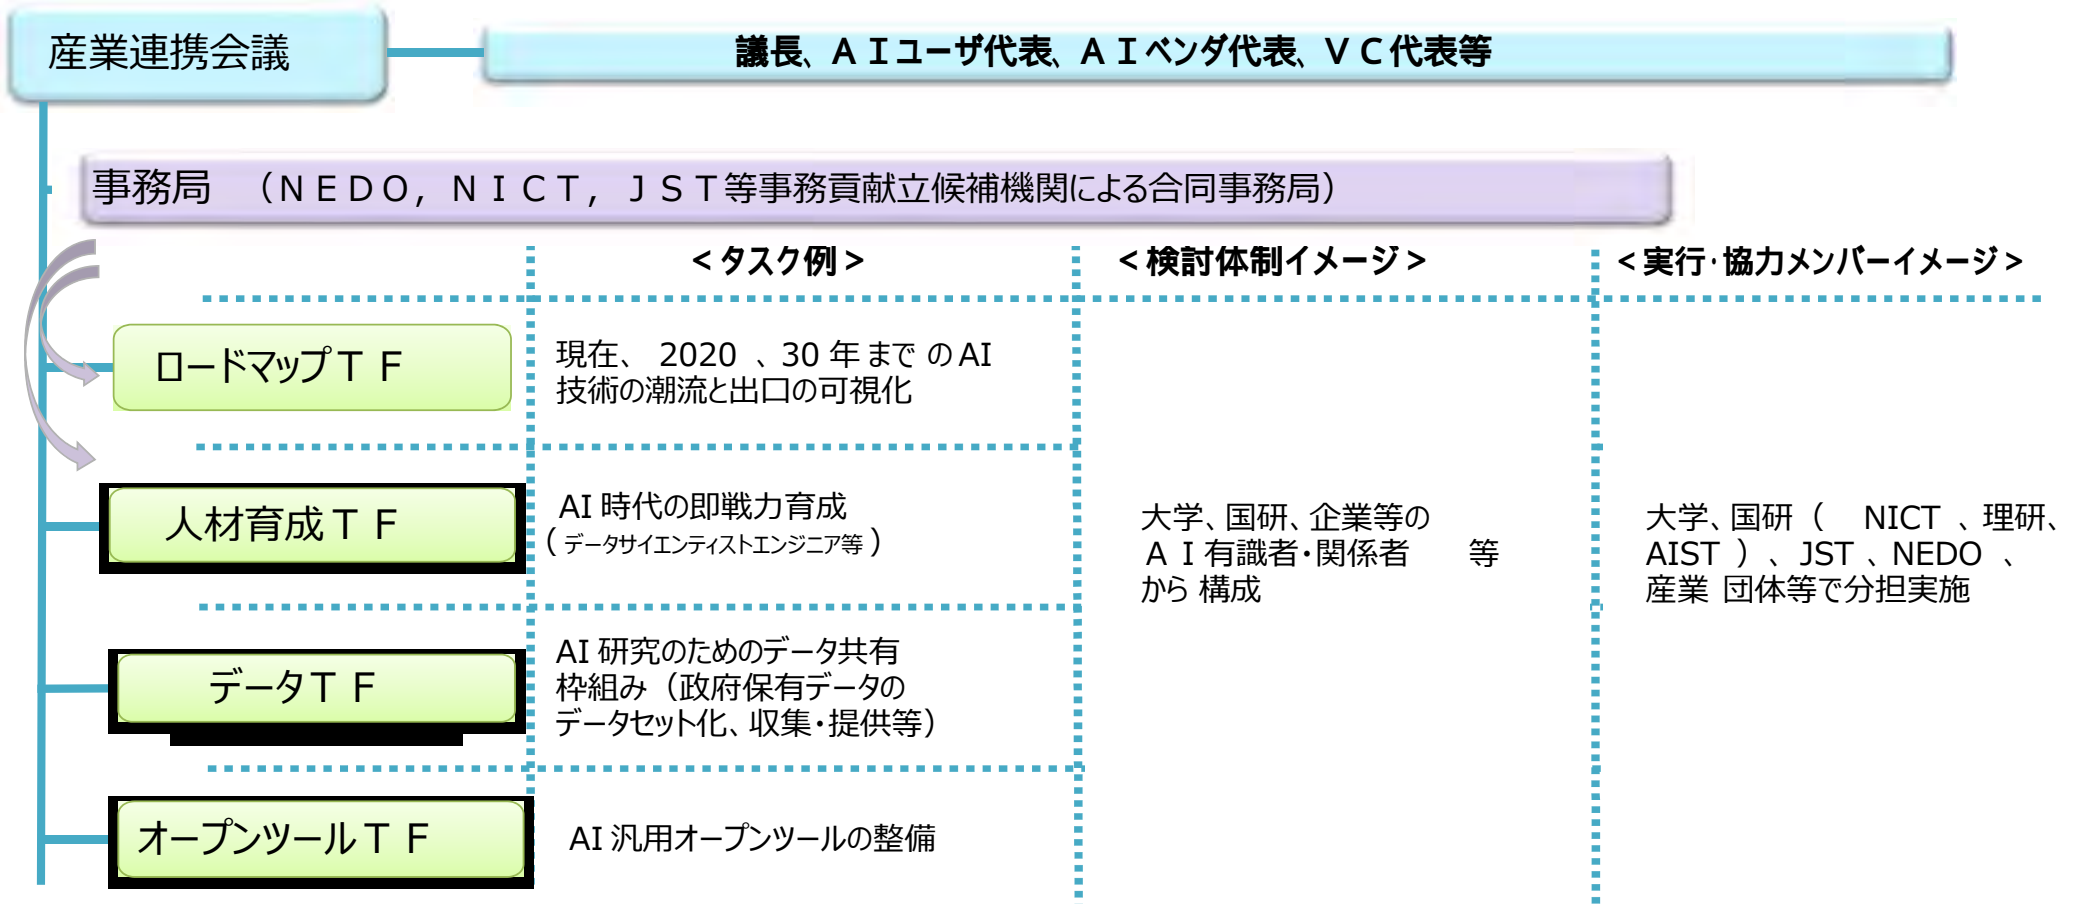 産業連携会議
議長、ＡＩユーザ代表、ＡＩベンダ代表、ＶＣ代表等
事務局　（ＮＥＤＯ，ＮＩＣＴ，ＪＳＴ等事務貢献立候補機関による合同事務局）
＜タスク例＞
＜検討体制イメージ＞
＜実行・協力メンバーイメージ＞
ロードマップＴＦ
現在、 2020 、30 年まで のAI
技術の潮流と出口の可視化
人材育成ＴＦ
AI 時代の即戦力育成
（データサイエンティストエンジニア等）
大学、国研、企業等の
ＡＩ有識者・関係者　　等
から 構成
大学、国研（　NICT 、理研、
AIST ）、JST 、NEDO 、
産業 団体等で分担実施
データＴＦ
AI 研究のためのデータ共有
枠組み（政府保有データの
データセット化、収集・提供等）
オープンツールＴＦ
AI 汎用オープンツールの整備